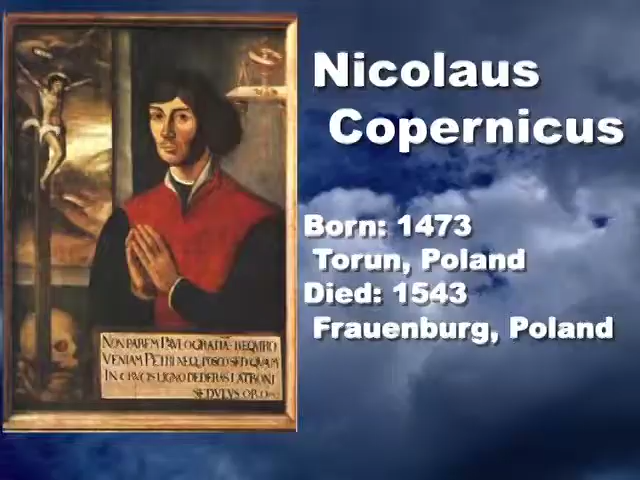 Nicolaus
Copernicus
Born: 1473
Torun, Poland
Died: 1543
Frauenburg, Poland
NON PAREM PAVLO GRATIA REQVIRO
VENIAM PETRI NEQ POSCO SED QVAM
IN CRVCIS LIGNO DEDERAS LATRONI
SEDVLVS ORO